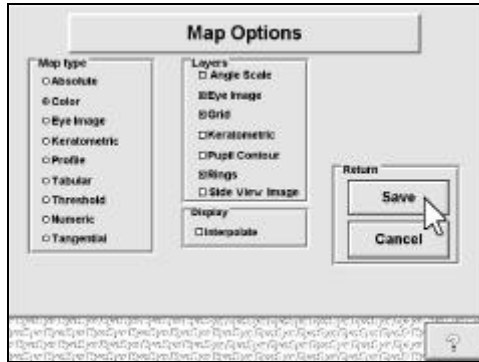 Map Options
Map type
Absolute
Color
Eye Image
Keratometric
Profile
Tabular
Threshold
Numeric
Tangential
Layers
Angle Scale
Eye Image
Grid
Keratometric
Pupil Contour
Rings
Side View Image
Display
Interpolate
Return
Save
Cancel
?